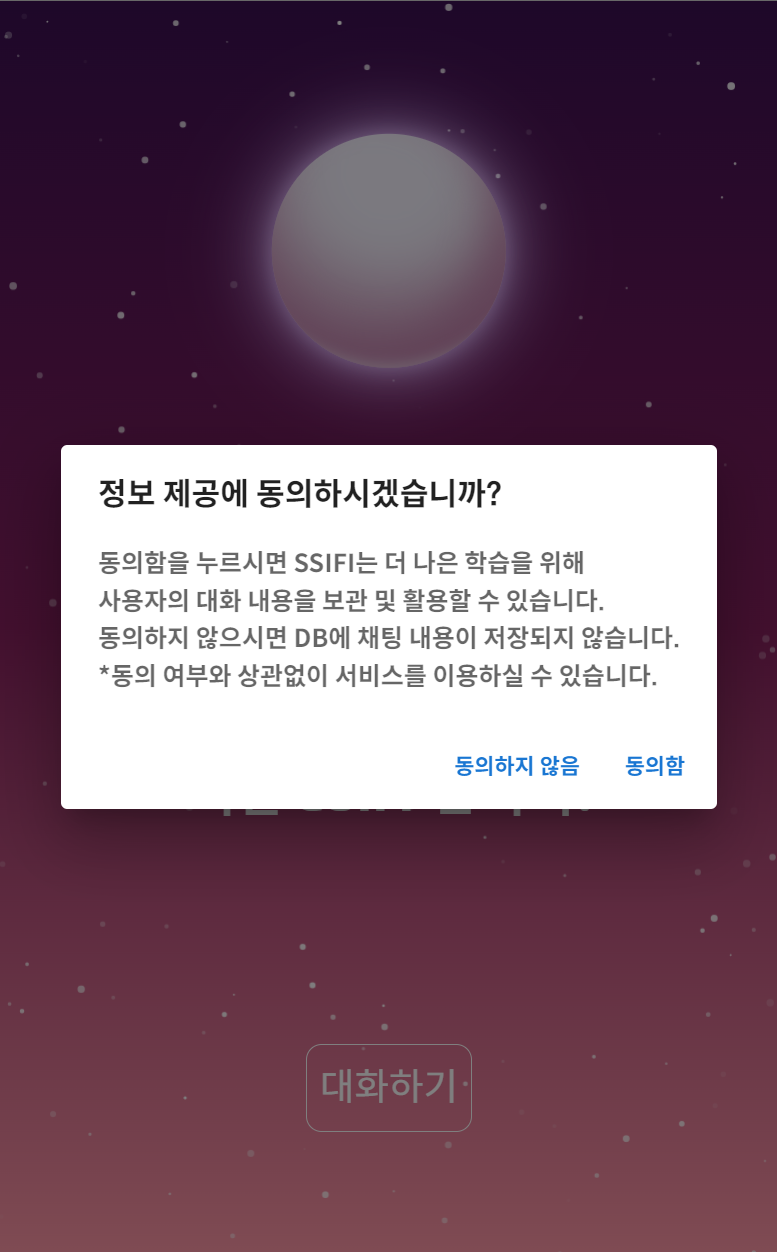 정보 제공에 동의하시겠습니까?
동의함을 누르시면 SSIFI는 더 나은 학습을 위해
사용자의 대화 내용을 보관 및 활용할 수 있습니다.
동의하지 않으시면 DB에 채팅 내용이 저장되지 않습니다.
*동의 여부와 상관없이 서비스를 이용하실 수 있습니다.
동의하지 않음 동의함
대화하기